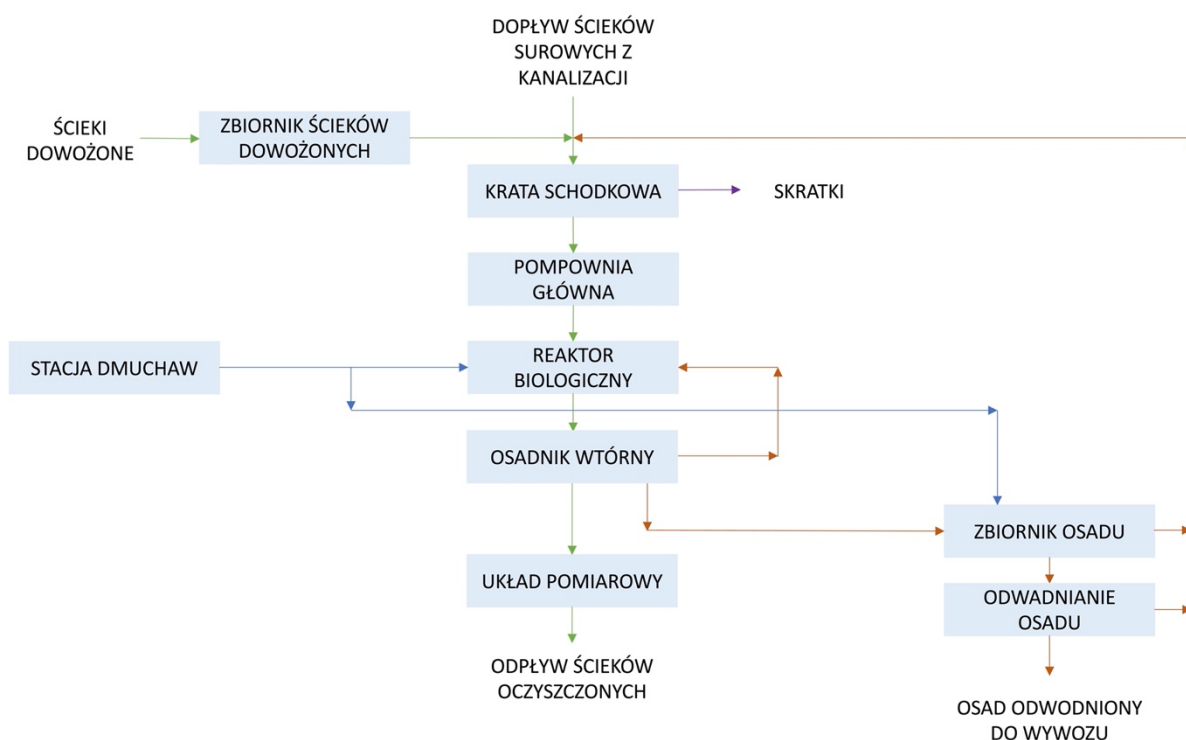 DOPŁYW ŚCIEKÓW
SUROWYCH Z
KANALIZACJI
ŚCIEKI
DOWOŻONE
ZBIORNIK ŚCIEKÓW
DOWOŻONYCH
KRATA SCHODKOWA
SKRATKI
POMPOWNIA
GŁÓWNA
STACJA DMUCHAW
REAKTOR
BIOLOGICZNY
OSADNIK WTÓRNY
ZBIORNIK OSADU
UKŁAD POMIAROWY
ODWADNIANIE
OSADU
ODPŁYW ŚCIEKÓW
OCZYSZCZONYCH
OSAD ODWODNIONY
DO WYWOZU